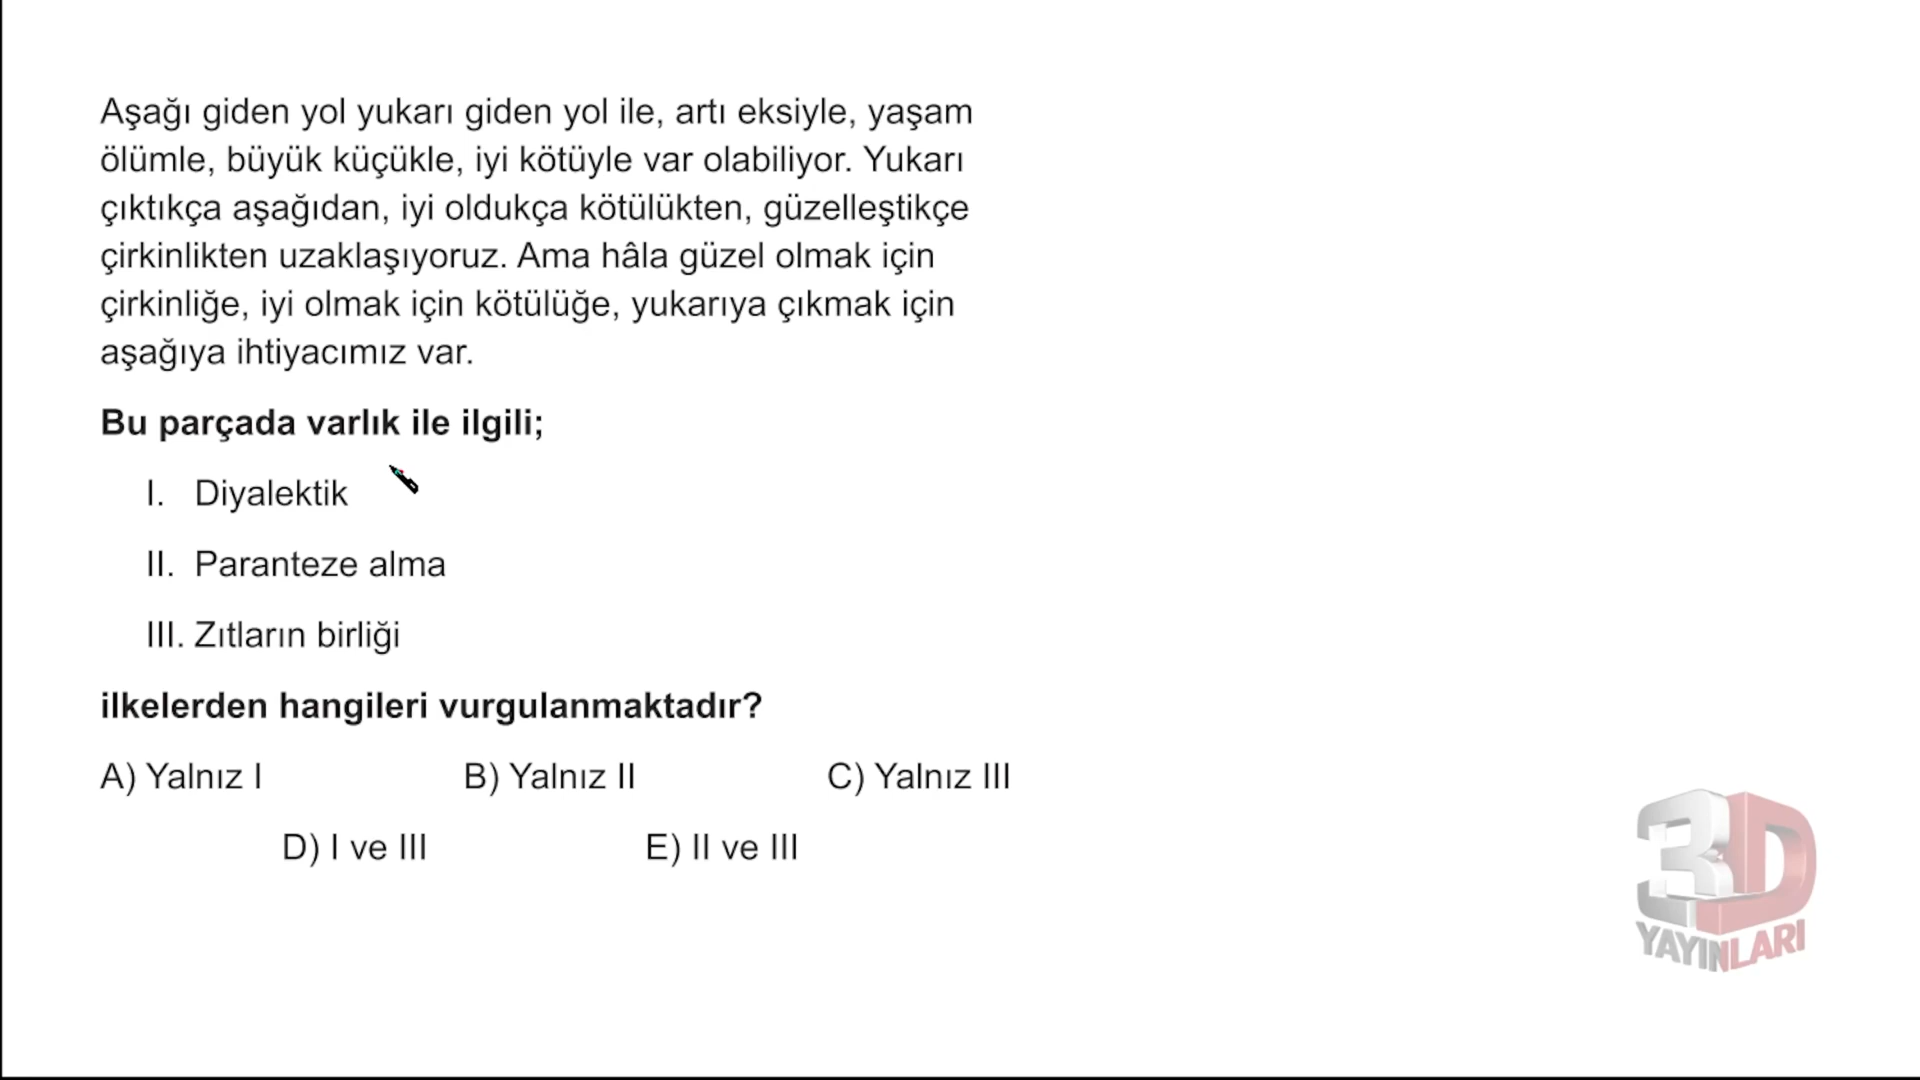 Aşağı giden yol yukarı giden yol ile, artı eksiyle, yaşam
ölümle, büyük küçükle, iyi kötüyle var olabiliyor. Yukarı
çıktıkça aşağıdan, iyi oldukça kötülükten, güzelleştikçe
çirkinlikten uzaklaşıyoruz. Ama hâla güzel olmak için
çirkinliğe, iyi olmak için kötülüğe, yukarıya çıkmak için
aşağıya ihtiyacımız var.
Bu parçada varlık ile ilgili;
I. Diyalektik
II. Paranteze alma
III. Zıtların birliği
ilkelerden hangileri vurgulanmaktadır?
A) Yalnız I B) Yalnız II C) Yalnız III
D) I ve III E) II ve III
3D
YAYINLARI